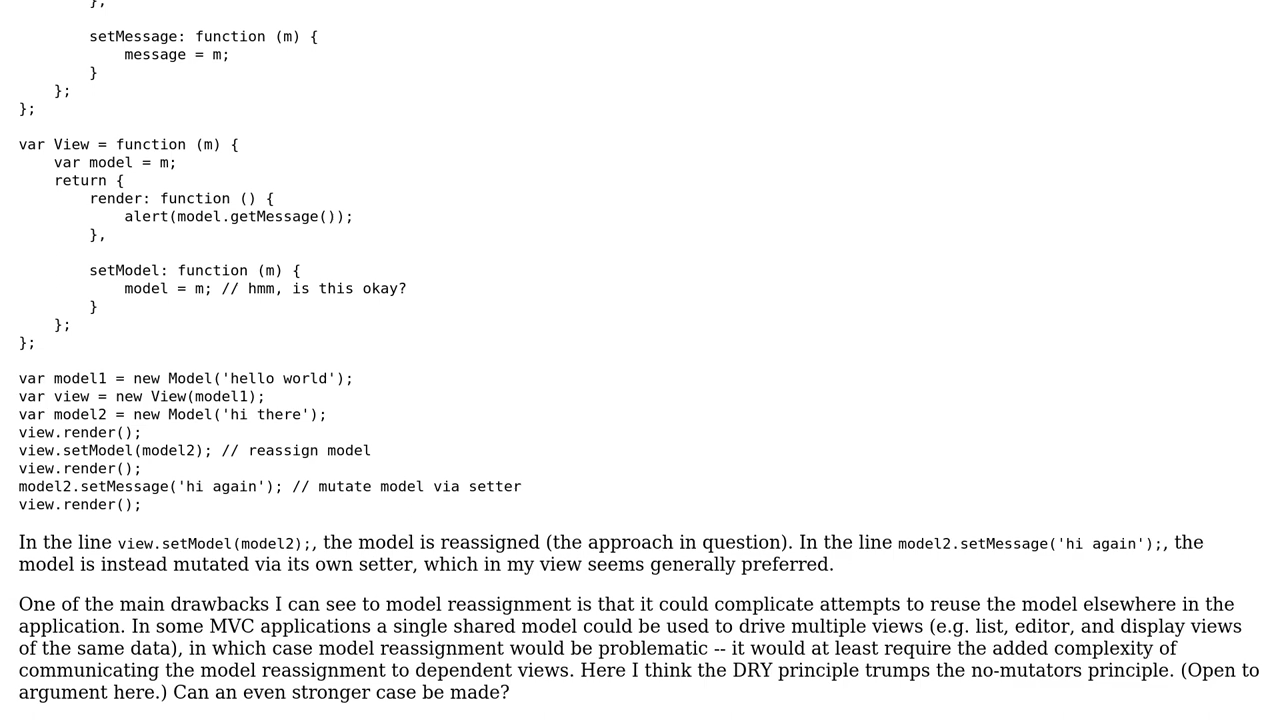 },

        setMessage: function (m) {
            message = m;
        }
    };
};

var View = function (m) {
    var model = m;
    return {
        render: function () {
            alert(model.getMessage());
        },

        setModel: function (m) {
            model = m; // hmm, is this okay?
        }
    };
};

var model1 = new Model('hello world');
var view = new View(model1);
var model2 = new Model('hi there');
view.render();
view.setModel(model2); // reassign model
view.render();
model2.setMessage('hi again'); // mutate model via setter
view.render();

In the line view.setModel(model2);, the model is reassigned (the approach in question). In the line model2.setMessage('hi again');, the
model is instead mutated via its own setter, which in my view seems generally preferred.

One of the main drawbacks I can see to model reassignment is that it could complicate attempts to reuse the model elsewhere in the
application. In some MVC applications a single shared model could be used to drive multiple views (e.g. list, editor, and display views
of the same data), in which case model reassignment would be problematic -- it would at least require the added complexity of
communicating the model reassignment to dependent views. Here I think the DRY principle trumps the no-mutators principle. (Open to
argument here.) Can an even stronger case be made?